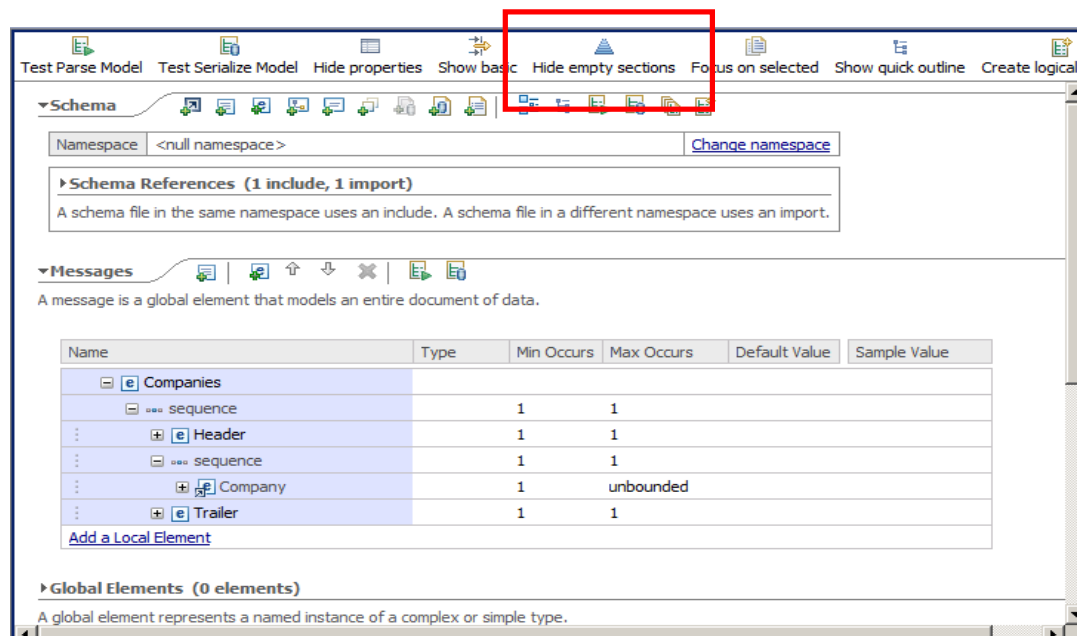 Test Parse Model Test Serialize Model Hide properties Show basic Hide empty sections Focus on selected Show quick outline Create logical
Schema
Namespace <null namespace> Change namespace
Schema References (1 include, 1 import)
A schema file in the same namespace uses an include. A schema file in a different namespace uses an import.
Messages
A message is a global element that models an entire document of data.
Name Type Min Occurs Max Occurs Default Value Sample Value
e Companies
sequence 1 1
e Header 1 1
sequence 1 1
e Company 1 unbounded
e Trailer 1 1
Add a Local Element
Global Elements (0 elements)
A global element represents a named instance of a complex or simple type.